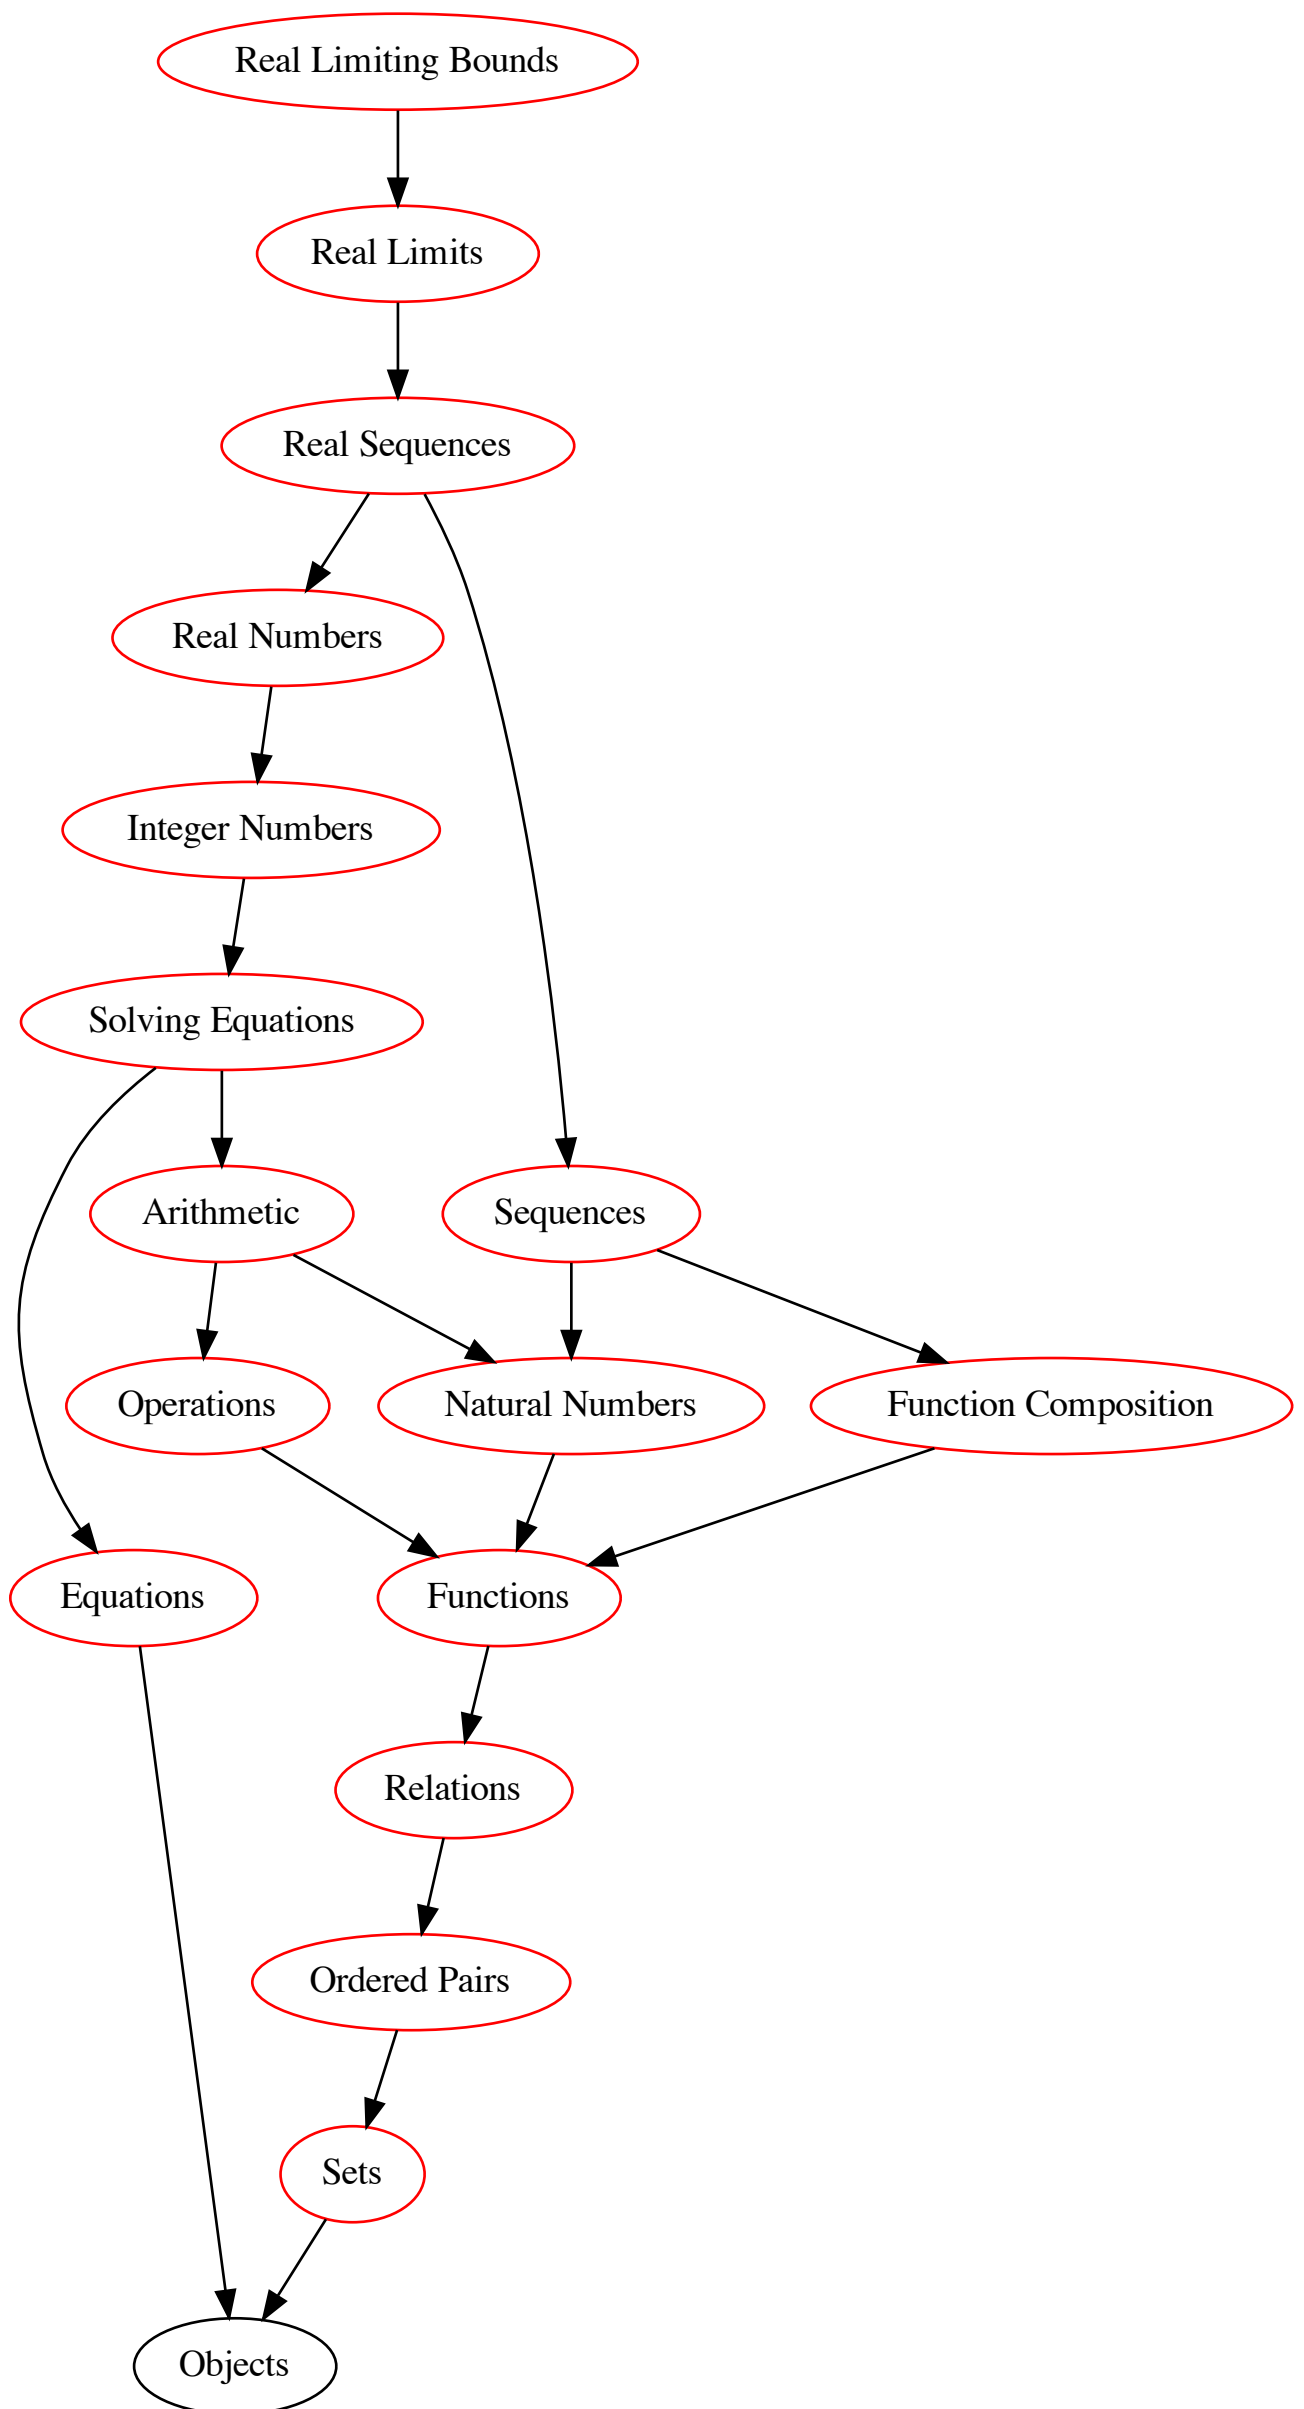 Real Limiting Bounds
Real Limits
Real Sequences
Real Numbers
Integer Numbers
Solving Equations
Arithmetic
Sequences
Operations
Natural Numbers
Function Composition
Equations
Functions
Relations
Ordered Pairs
Sets
Objects